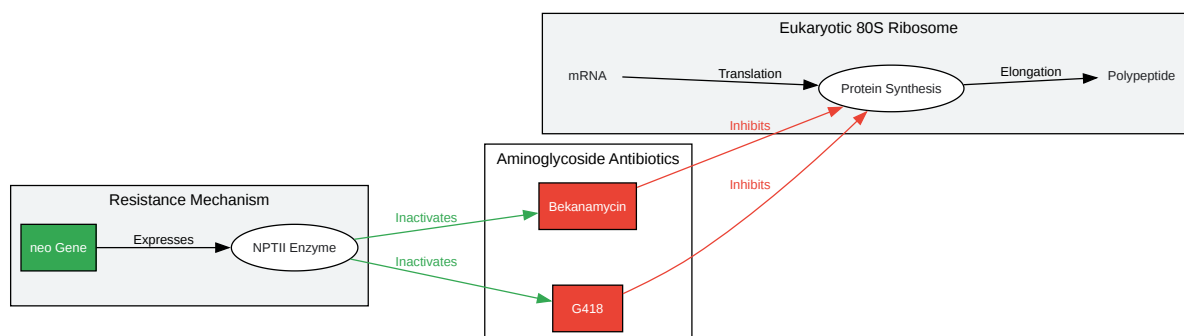 Eukaryotic 80S Ribosome
mRNA
Translation
Protein Synthesis
Elongation
Polypeptide
Inhibits
Aminoglycoside Antibiotics
Inhibits
Resistance Mechanism
Bekanamycin
Inactivates
neo Gene
Expresses
NPTII Enzyme
Inactivates
G418